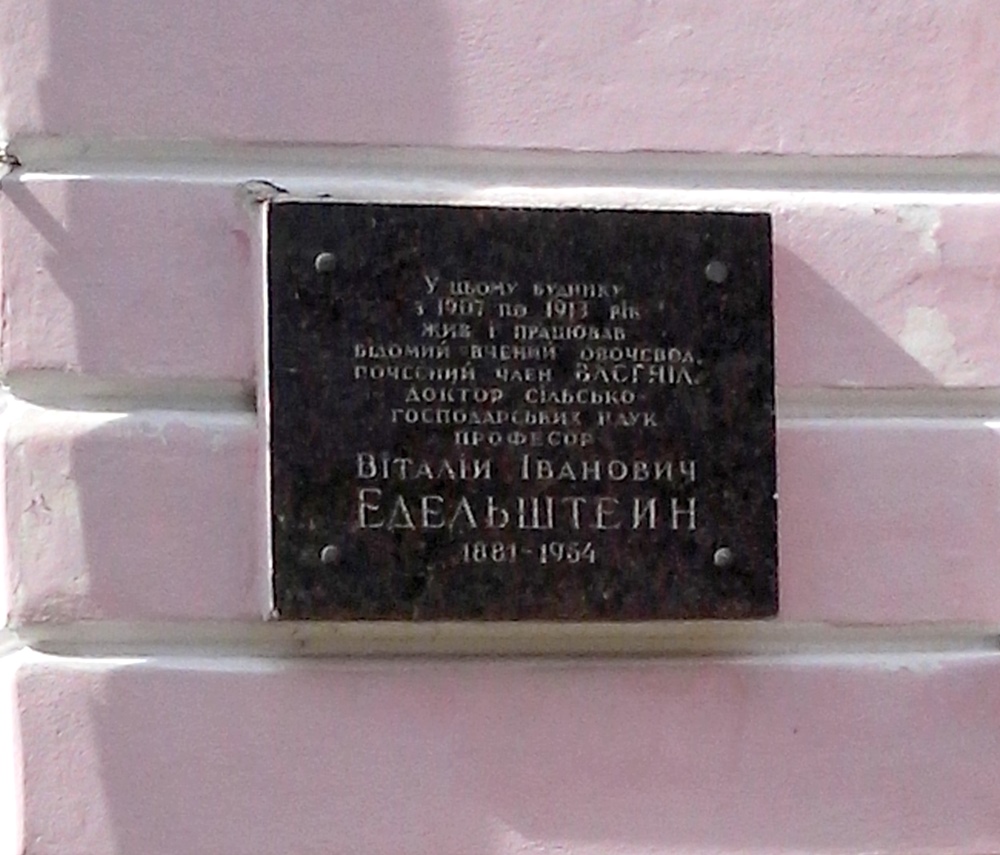 У ЦЬОМУ БУДИНКУ
З 1907 ПО 1913 РІК
ЖИВ І ПРАЦЮВАВ
ВІДОМИЙ ВЧЕНИЙ ОВОЧЕВОД,
ПОЧЕСНИЙ ЧЛЕН ВАСГНІЛ,
ДОКТОР СІЛЬСЬКО-
ГОСПОДАРСЬКИХ НАУК
ПРОФЕСОР
ВІТАЛІЙ ІВАНОВИЧ
ЕДЕЛЬШТЕЙН
1881-1964